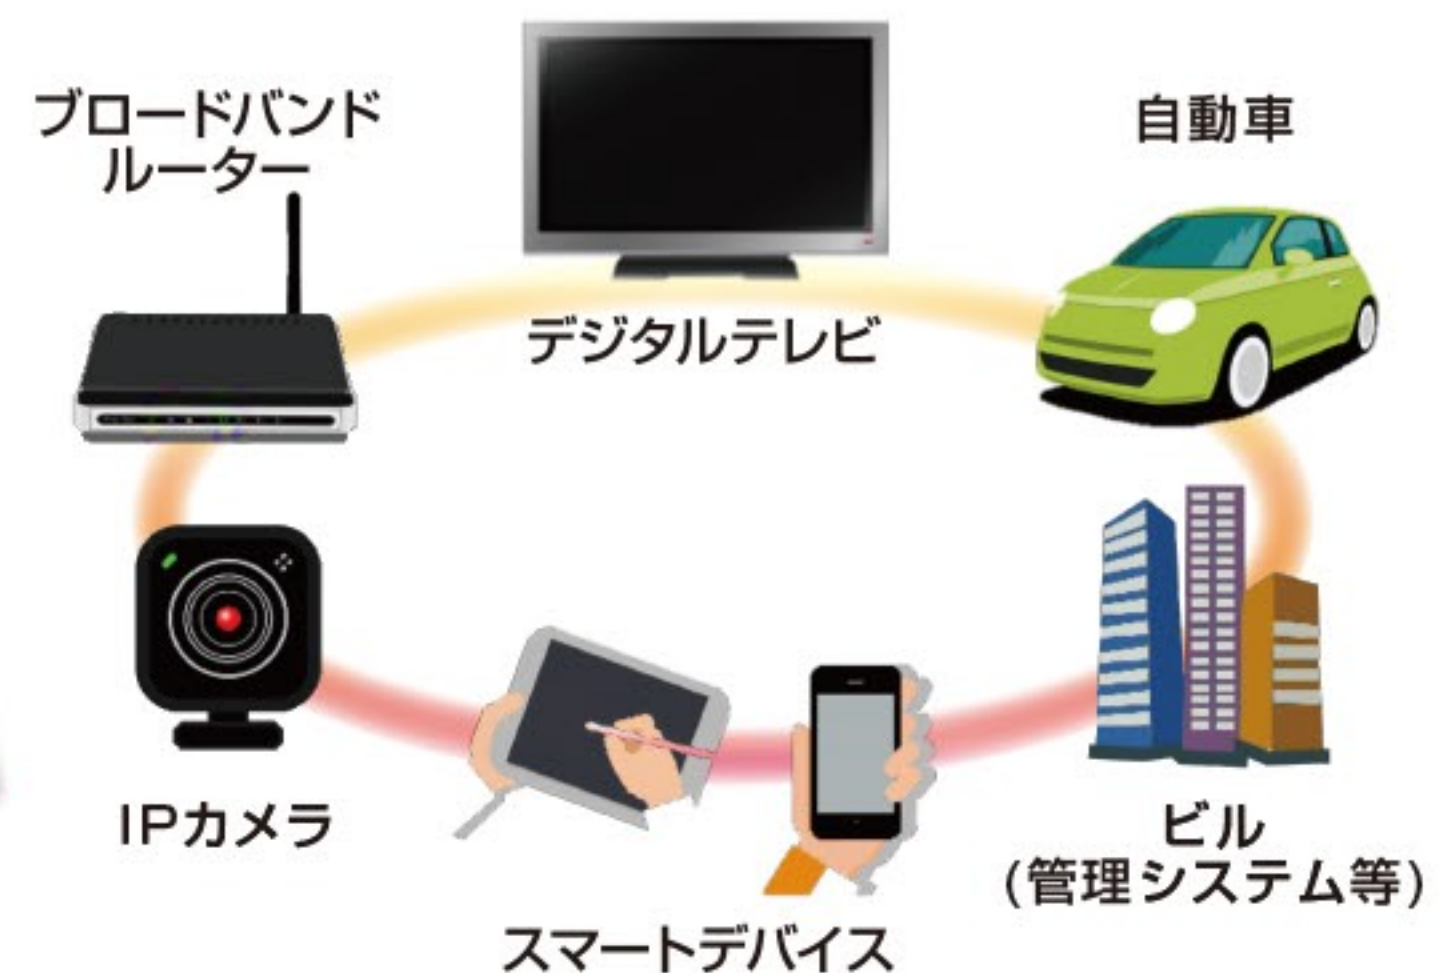 ブロードバンド
ルーター
自動車
デジタルテレビ
IPカメラ
ビル
(管理システム等)
スマートデバイス